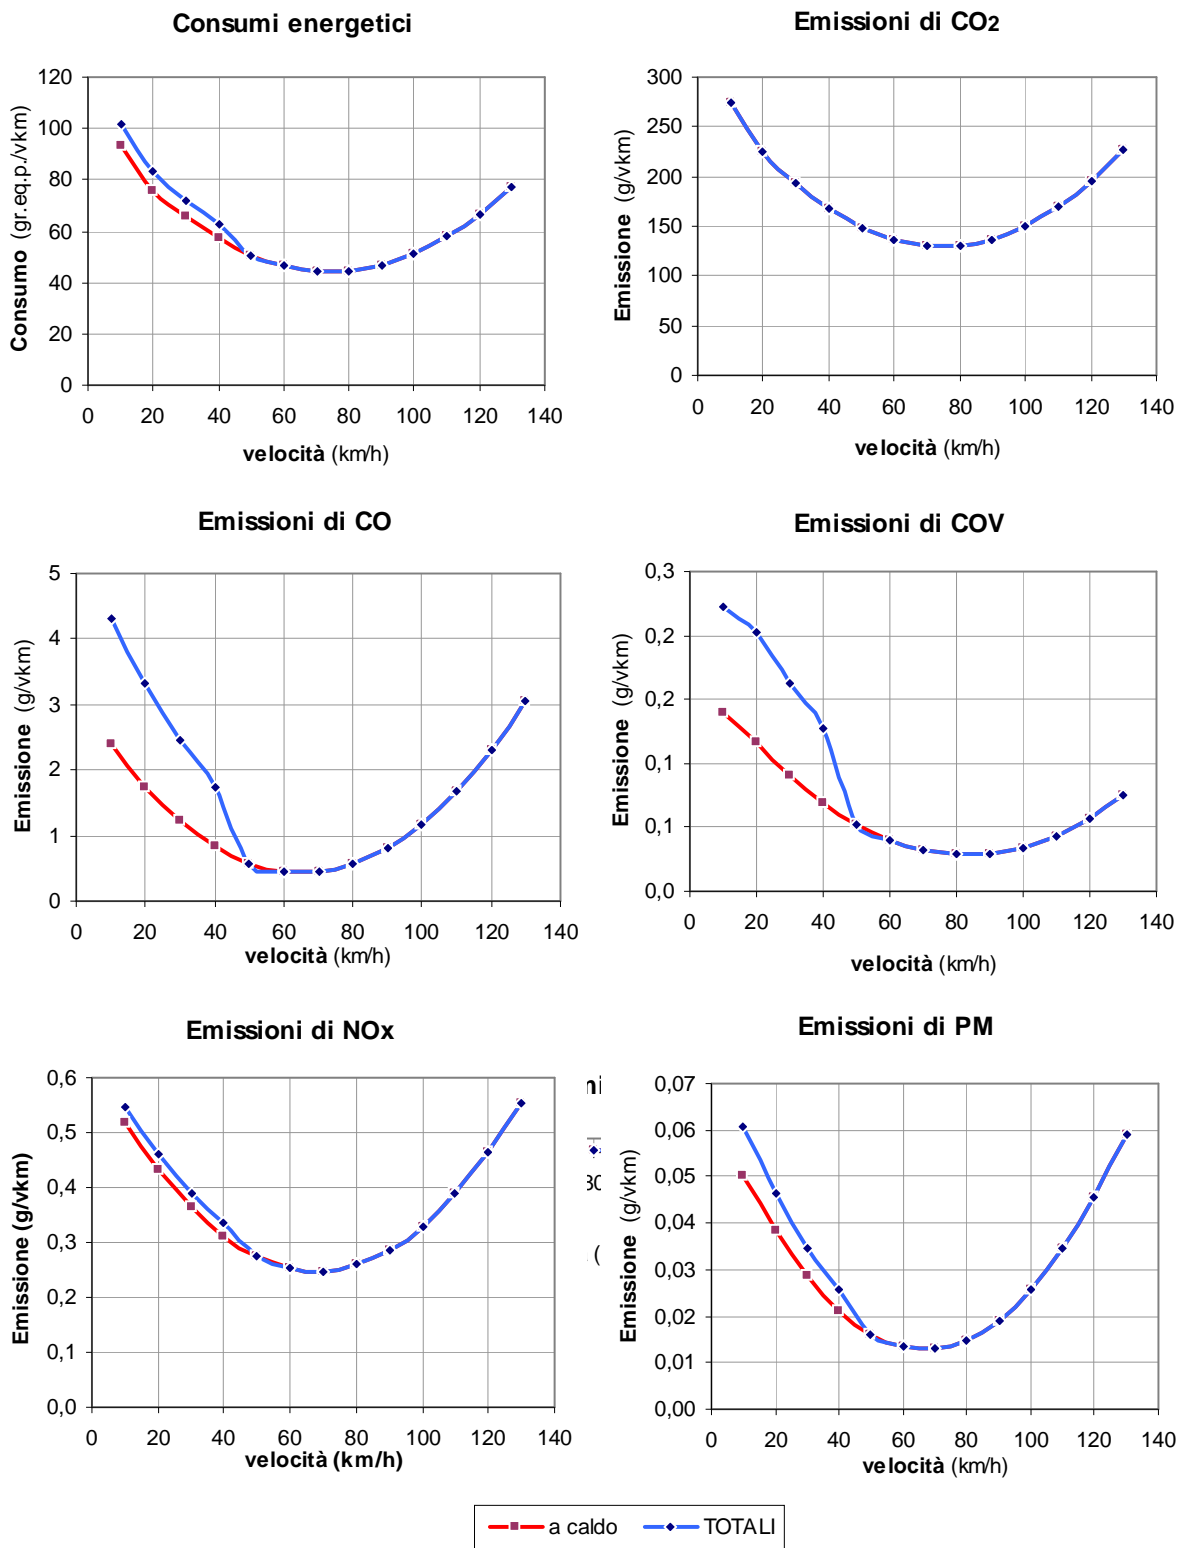 Consumi energetici
120
100
80
60
40
20
0
0 20 40 60 80 100 120 140
Consumo (gr.eq.p./vkm)
velocità (km/h)
Emissioni di CO2
300
250
200
150
100
50
0
0 20 40 60 80 100 120 140
Emissione (g/vkm)
velocità (km/h)
Emissioni di CO
5
4
3
2
1
0
0 20 40 60 80 100 120 140
Emissione (g/vkm)
velocità (km/h)
Emissioni di COV
0,3
0,2
0,2
0,1
0,1
0,0
0 20 40 60 80 100 120 140
Emissione (g/vkm)
velocità (km/h)
Emissioni di NOx
0,6
0,5
0,4
0,3
0,2
0,1
0,0
0 20 40 60 80 100 120 140
Emissione (g/vkm)
velocità (km/h)
Emissioni di PM
0,07
0,06
0,05
0,04
0,03
0,02
0,01
0,00
0 20 40 60 80 100 120 140
Emissione (g/vkm)
velocità (km/h)
a caldo TOTALI